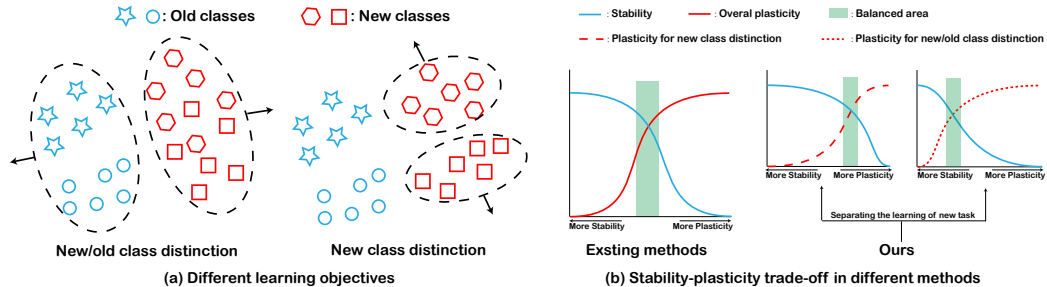 : Old classes
: New classes
New/old class distinction
New class distinction
(a) Different learning objectives
: Stability
: Overal plasticity
: Balanced area
: Plasticity for new class distinction
: Plasticity for new/old class distinction
More Stability
More Plasticity
More Stability
More Plasticity
More Stability
More Plasticity
Separating the learning of new task
Exsting methods
Ours
(b) Stability-plasticity trade-off in different methods